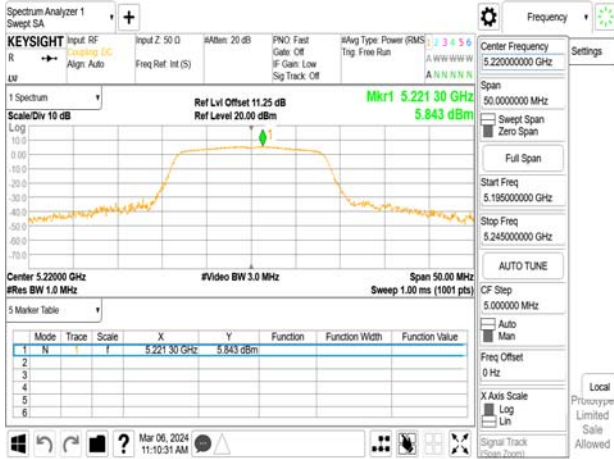 Spectrum Analyzer 1
Swept SA
Frequency
KEYSIGHT
Input: RF
Coupling: DC
Align: Auto
R
Input Z: 50 Ω
Freq Ref: Int (S)
#Atten: 20 dB
PNO: Fast
Gate: Off
IF Gain: Low
Sig Track: Off
#Avg Type: Power (RMS
Trig: Free Run
1 2 3 4 5 6
A W W W W W
A N N N N N
1 Spectrum
Scale/Div 10 dB
Log
Ref Lvl Offset 11.25 dB
Ref Level 20.00 dBm
Mkr1 5.221 30 GHz
5.843 dBm
1
10.0
0.00
-10.0
-20.0
-30.0
-40.0
-50.0
-60.0
-70.0
Center 5.22000 GHz
#Res BW 1.0 MHz
#Video BW 3.0 MHz
Span 50.00 MHz
Sweep 1.00 ms (1001 pts)
5 Marker Table
Mode Trace Scale X Y Function Function Width Function Value
1 N 1 f 5.221 30 GHz 5.843 dBm
2
3
4
5
6
Mar 06, 2024
11:10:31 AM
Center Frequency
5.220000000 GHz
Span
50.0000000 MHz
Swept Span
Zero Span
Full Span
Start Freq
5.195000000 GHz
Stop Freq
5.245000000 GHz
AUTO TUNE
CF Step
5.000000 MHz
Auto
Man
Freq Offset
0 Hz
X Axis Scale
Log
Lin
Signal Track
(Span Zoom)
Settings
Local
Prototype
Limited
Sale
Allowed